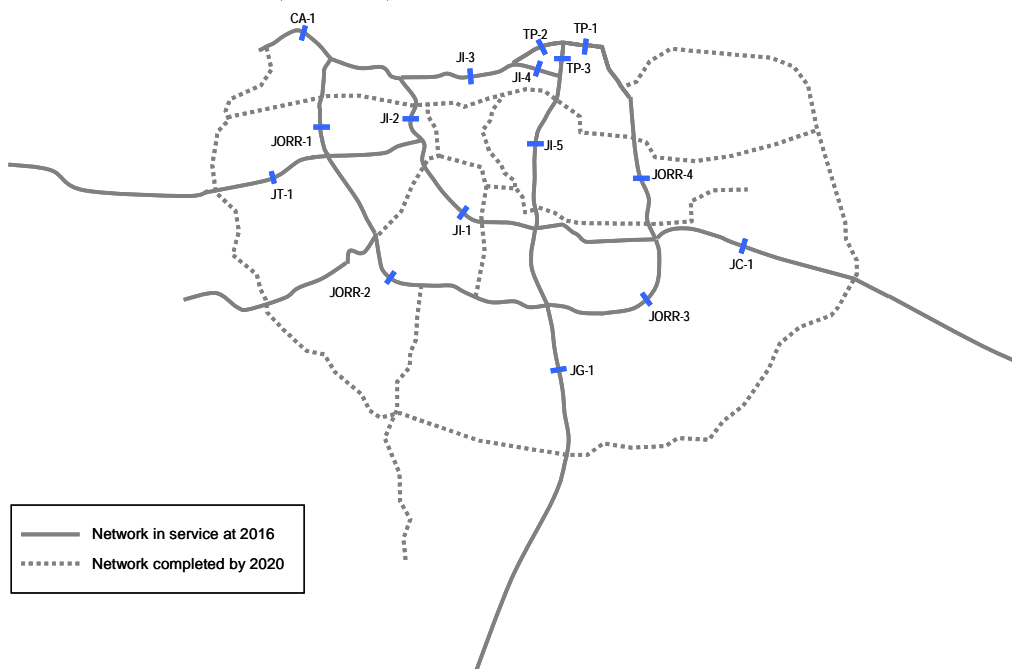 CA-1
TP-2
TP-1
JI-3
TP-3
JI-4
JI-2
JORR-1
JI-5
JORR-4
JT-1
JI-1
JC-1
JORR-2
JORR-3
JG-1
Network in service at 2016
Network completed by 2020